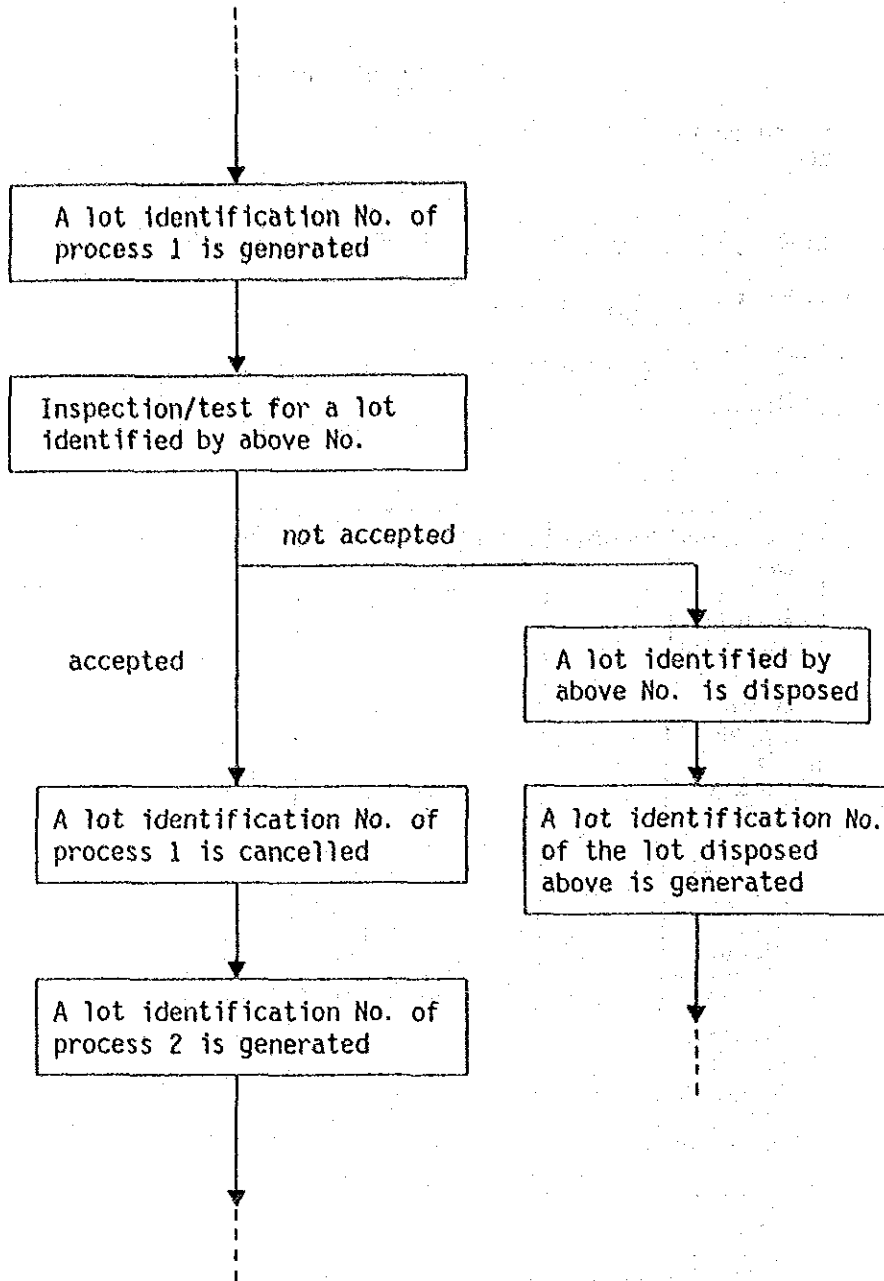 A lot identification No. of
process 1 is generated
Inspection/test for a lot
identified by above No.
not accepted
accepted
A lot identified by
above No. is disposed
A lot identification No. of
process 1 is cancelled
A lot identification No.
of the lot disposed
above is generated
A lot identification No. of
process 2 is generated